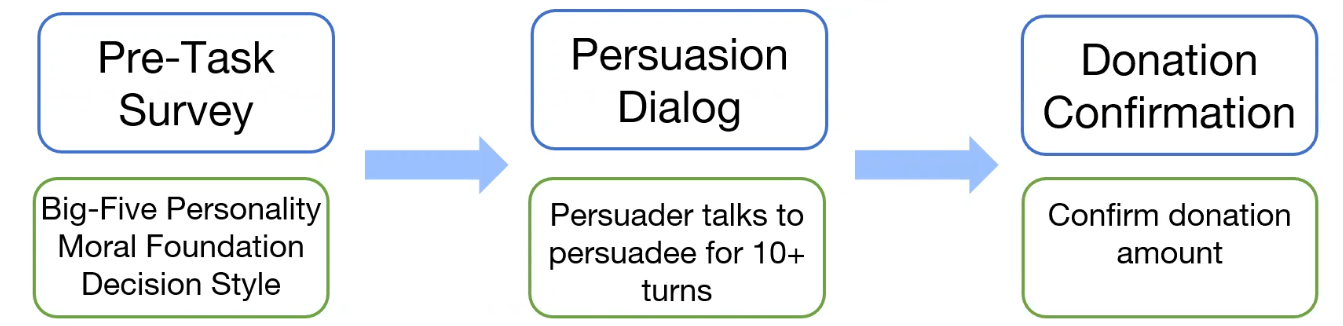 Pre-Task
Survey
Big-Five Personality
Moral Foundation
Decision Style
Persuasion
Dialog
Persuader talks to
persuadee for 10+
turns
Donation
Confirmation
Confirm donation
amount